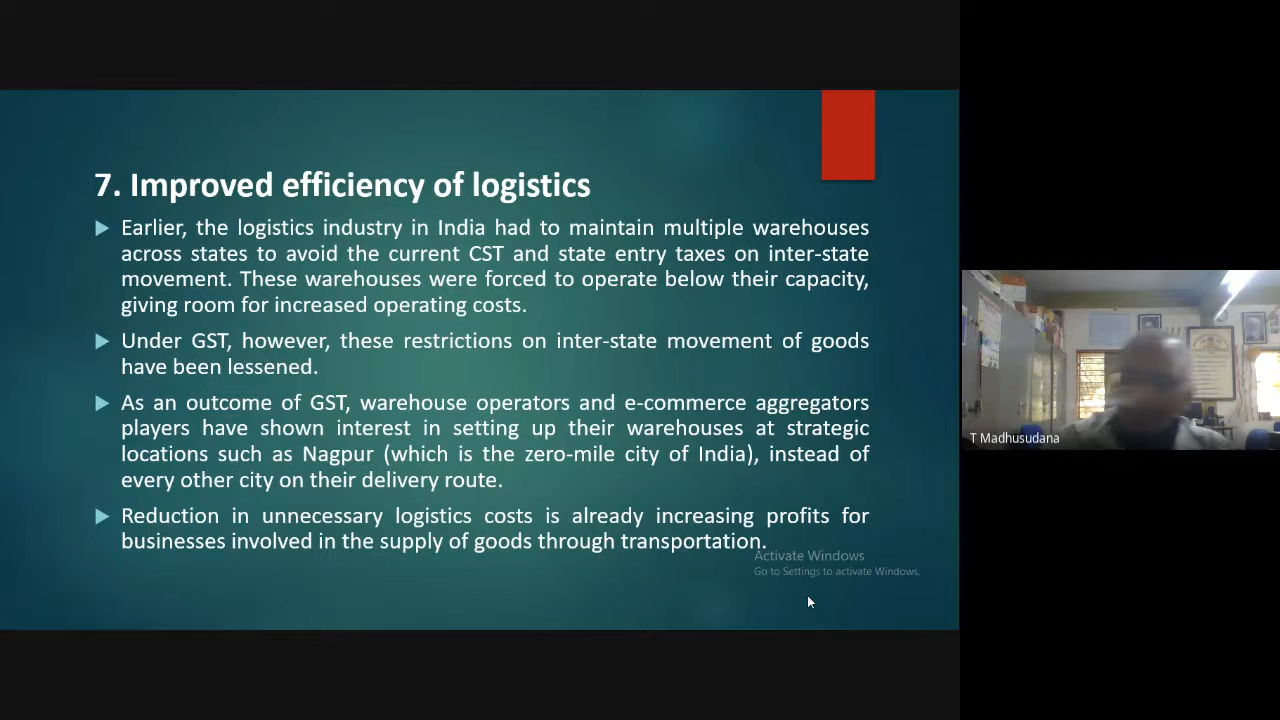 7. Improved efficiency of logistics
Earlier, the logistics industry in India had to maintain multiple warehouses
across states to avoid the current CST and state entry taxes on inter-state
movement. These warehouses were forced to operate below their capacity,
giving room for increased operating costs.
Under GST, however, these restrictions on inter-state movement of goods
have been lessened.
As an outcome of GST, warehouse operators and e-commerce aggregators
players have shown interest in setting up their warehouses at strategic
locations such as Nagpur (which is the zero-mile city of India), instead of
every other city on their delivery route.
Reduction in unnecessary logistics costs is already increasing profits for
businesses involved in the supply of goods through transportation.
Activate Windows
Go to Settings to activate Windows.
T Madhusudana